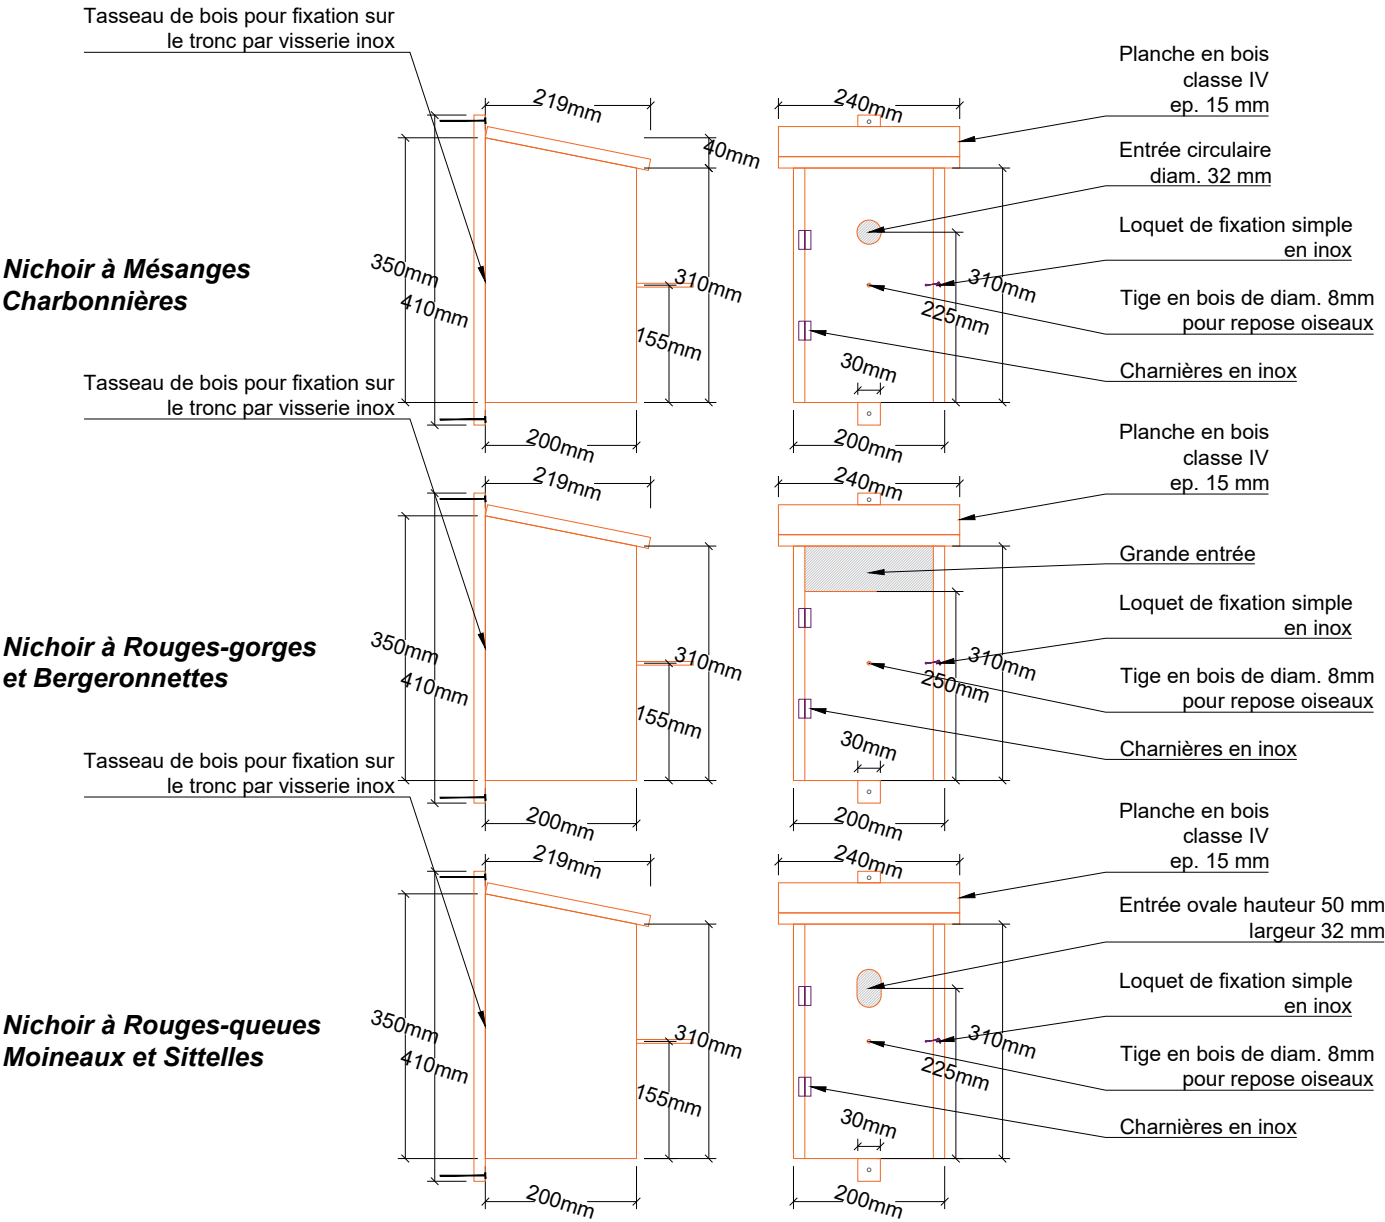 Tasseau de bois pour fixation sur
le tronc par visserie inox
219mm
240mm
40mm
Planche en bois
classe IV
ep. 15 mm
Entrée circulaire
diam. 32 mm
Loquet de fixation simple
en inox
Nichoir à Mésanges
Charbonnières
350mm
410mm
310mm
155mm
310mm
225mm
30mm
Tige en bois de diam. 8mm
pour repose oiseaux
Charnières en inox
200mm
200mm
Tasseau de bois pour fixation sur
le tronc par visserie inox
219mm
240mm
Planche en bois
classe IV
ep. 15 mm
Grande entrée
Loquet de fixation simple
en inox
Nichoir à Rouges-gorges
et Bergeronnettes
350mm
410mm
310mm
155mm
310mm
250mm
30mm
Tige en bois de diam. 8mm
pour repose oiseaux
Charnières en inox
200mm
200mm
Tasseau de bois pour fixation sur
le tronc par visserie inox
219mm
240mm
Planche en bois
classe IV
ep. 15 mm
Entrée ovale hauteur 50 mm
largeur 32 mm
Loquet de fixation simple
en inox
Nichoir à Rouges-queues
Moineaux et Sittelles
350mm
410mm
310mm
155mm
310mm
225mm
30mm
Tige en bois de diam. 8mm
pour repose oiseaux
Charnières en inox
200mm
200mm